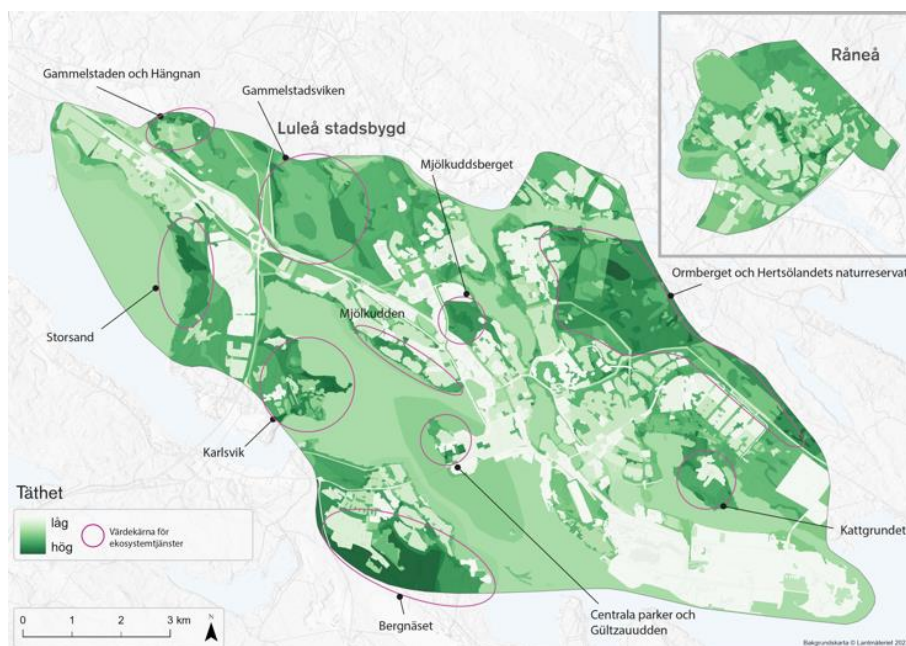 Råneå
Gammelstaden och Hängnan
Gammelstadsviken
Luleå stadsbygd
Mjölkuddsberget
Ormberget och Hertsölandets naturreservat
Storsand
Mjölkudden
Karlsvik
Täthet
låg
hög
Värdekärna för
ekosystemtjänster
Kattgrundet
0 1 2 3 km
N
Bergnäset
Centrala parker och
Gültzauudden
Bakgrundskarta © Lantmäteriet